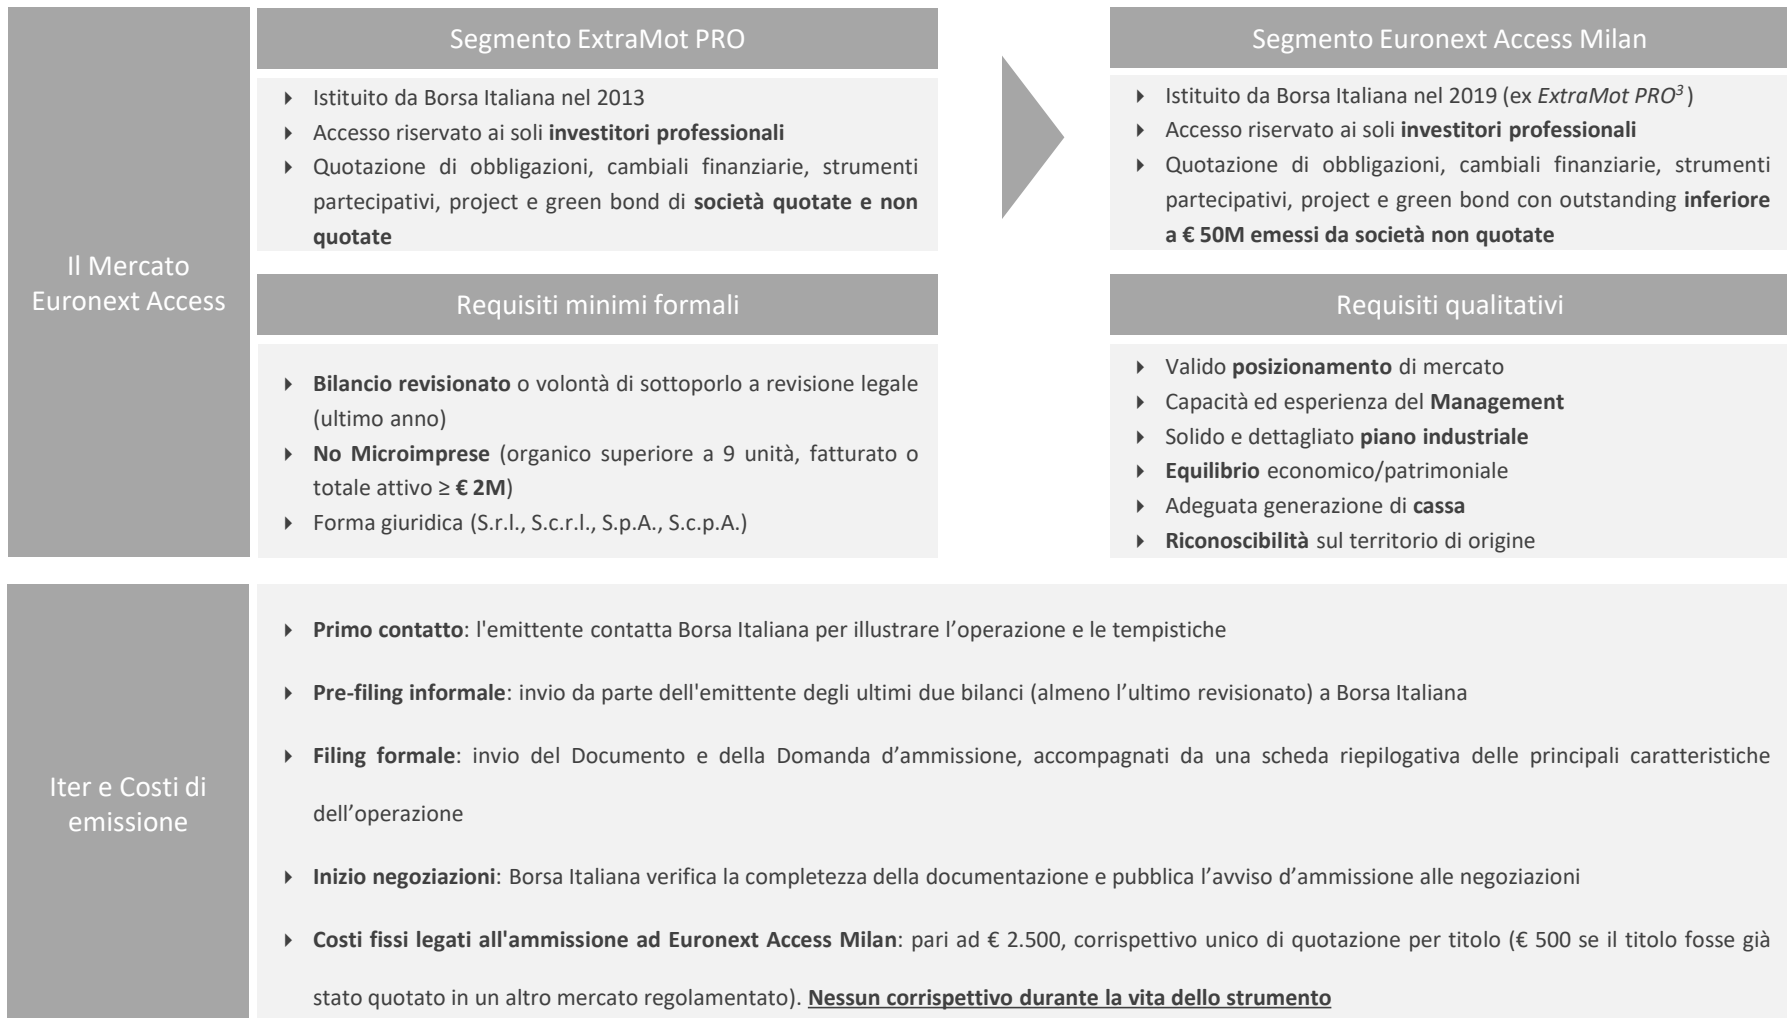 Il Mercato
Euronext Access
Segmento ExtraMot PRO
Istituito da Borsa Italiana nel 2013
Accesso riservato ai soli investitori professionali
Quotazione di obbligazioni, cambiali finanziarie, strumenti
partecipativi, project e green bond di società quotate e non
quotate
Segmento Euronext Access Milan
Istituito da Borsa Italiana nel 2019 (ex ExtraMot PRO³)
Accesso riservato ai soli investitori professionali
Quotazione di obbligazioni, cambiali finanziarie, strumenti
partecipativi, project e green bond con outstanding inferiore
a € 50M emessi da società non quotate
Requisiti minimi formali
Bilancio revisionato o volontà di sottoporlo a revisione legale
(ultimo anno)
No Microimprese (organico superiore a 9 unità, fatturato o
totale attivo ≥ € 2M)
Forma giuridica (S.r.l., S.c.r.l., S.p.A., S.c.p.A.)
Requisiti qualitativi
Valido posizionamento di mercato
Capacità ed esperienza del Management
Solido e dettagliato piano industriale
Equilibrio economico/patrimoniale
Adeguata generazione di cassa
Riconoscibilità sul territorio di origine
Iter e Costi di
emissione
Primo contatto: l'emittente contatta Borsa Italiana per illustrare l’operazione e le tempistiche
Pre-filing informale: invio da parte dell'emittente degli ultimi due bilanci (almeno l’ultimo revisionato) a Borsa Italiana
Filing formale: invio del Documento e della Domanda d’ammissione, accompagnati da una scheda riepilogativa delle principali caratteristiche
dell’operazione
Inizio negoziazioni: Borsa Italiana verifica la completezza della documentazione e pubblica l’avviso d’ammissione alle negoziazioni
Costi fissi legati all'ammissione ad Euronext Access Milan: pari ad € 2.500, corrispettivo unico di quotazione per titolo (€ 500 se il titolo fosse già
stato quotato in un altro mercato regolamentato). Nessun corrispettivo durante la vita dello strumento